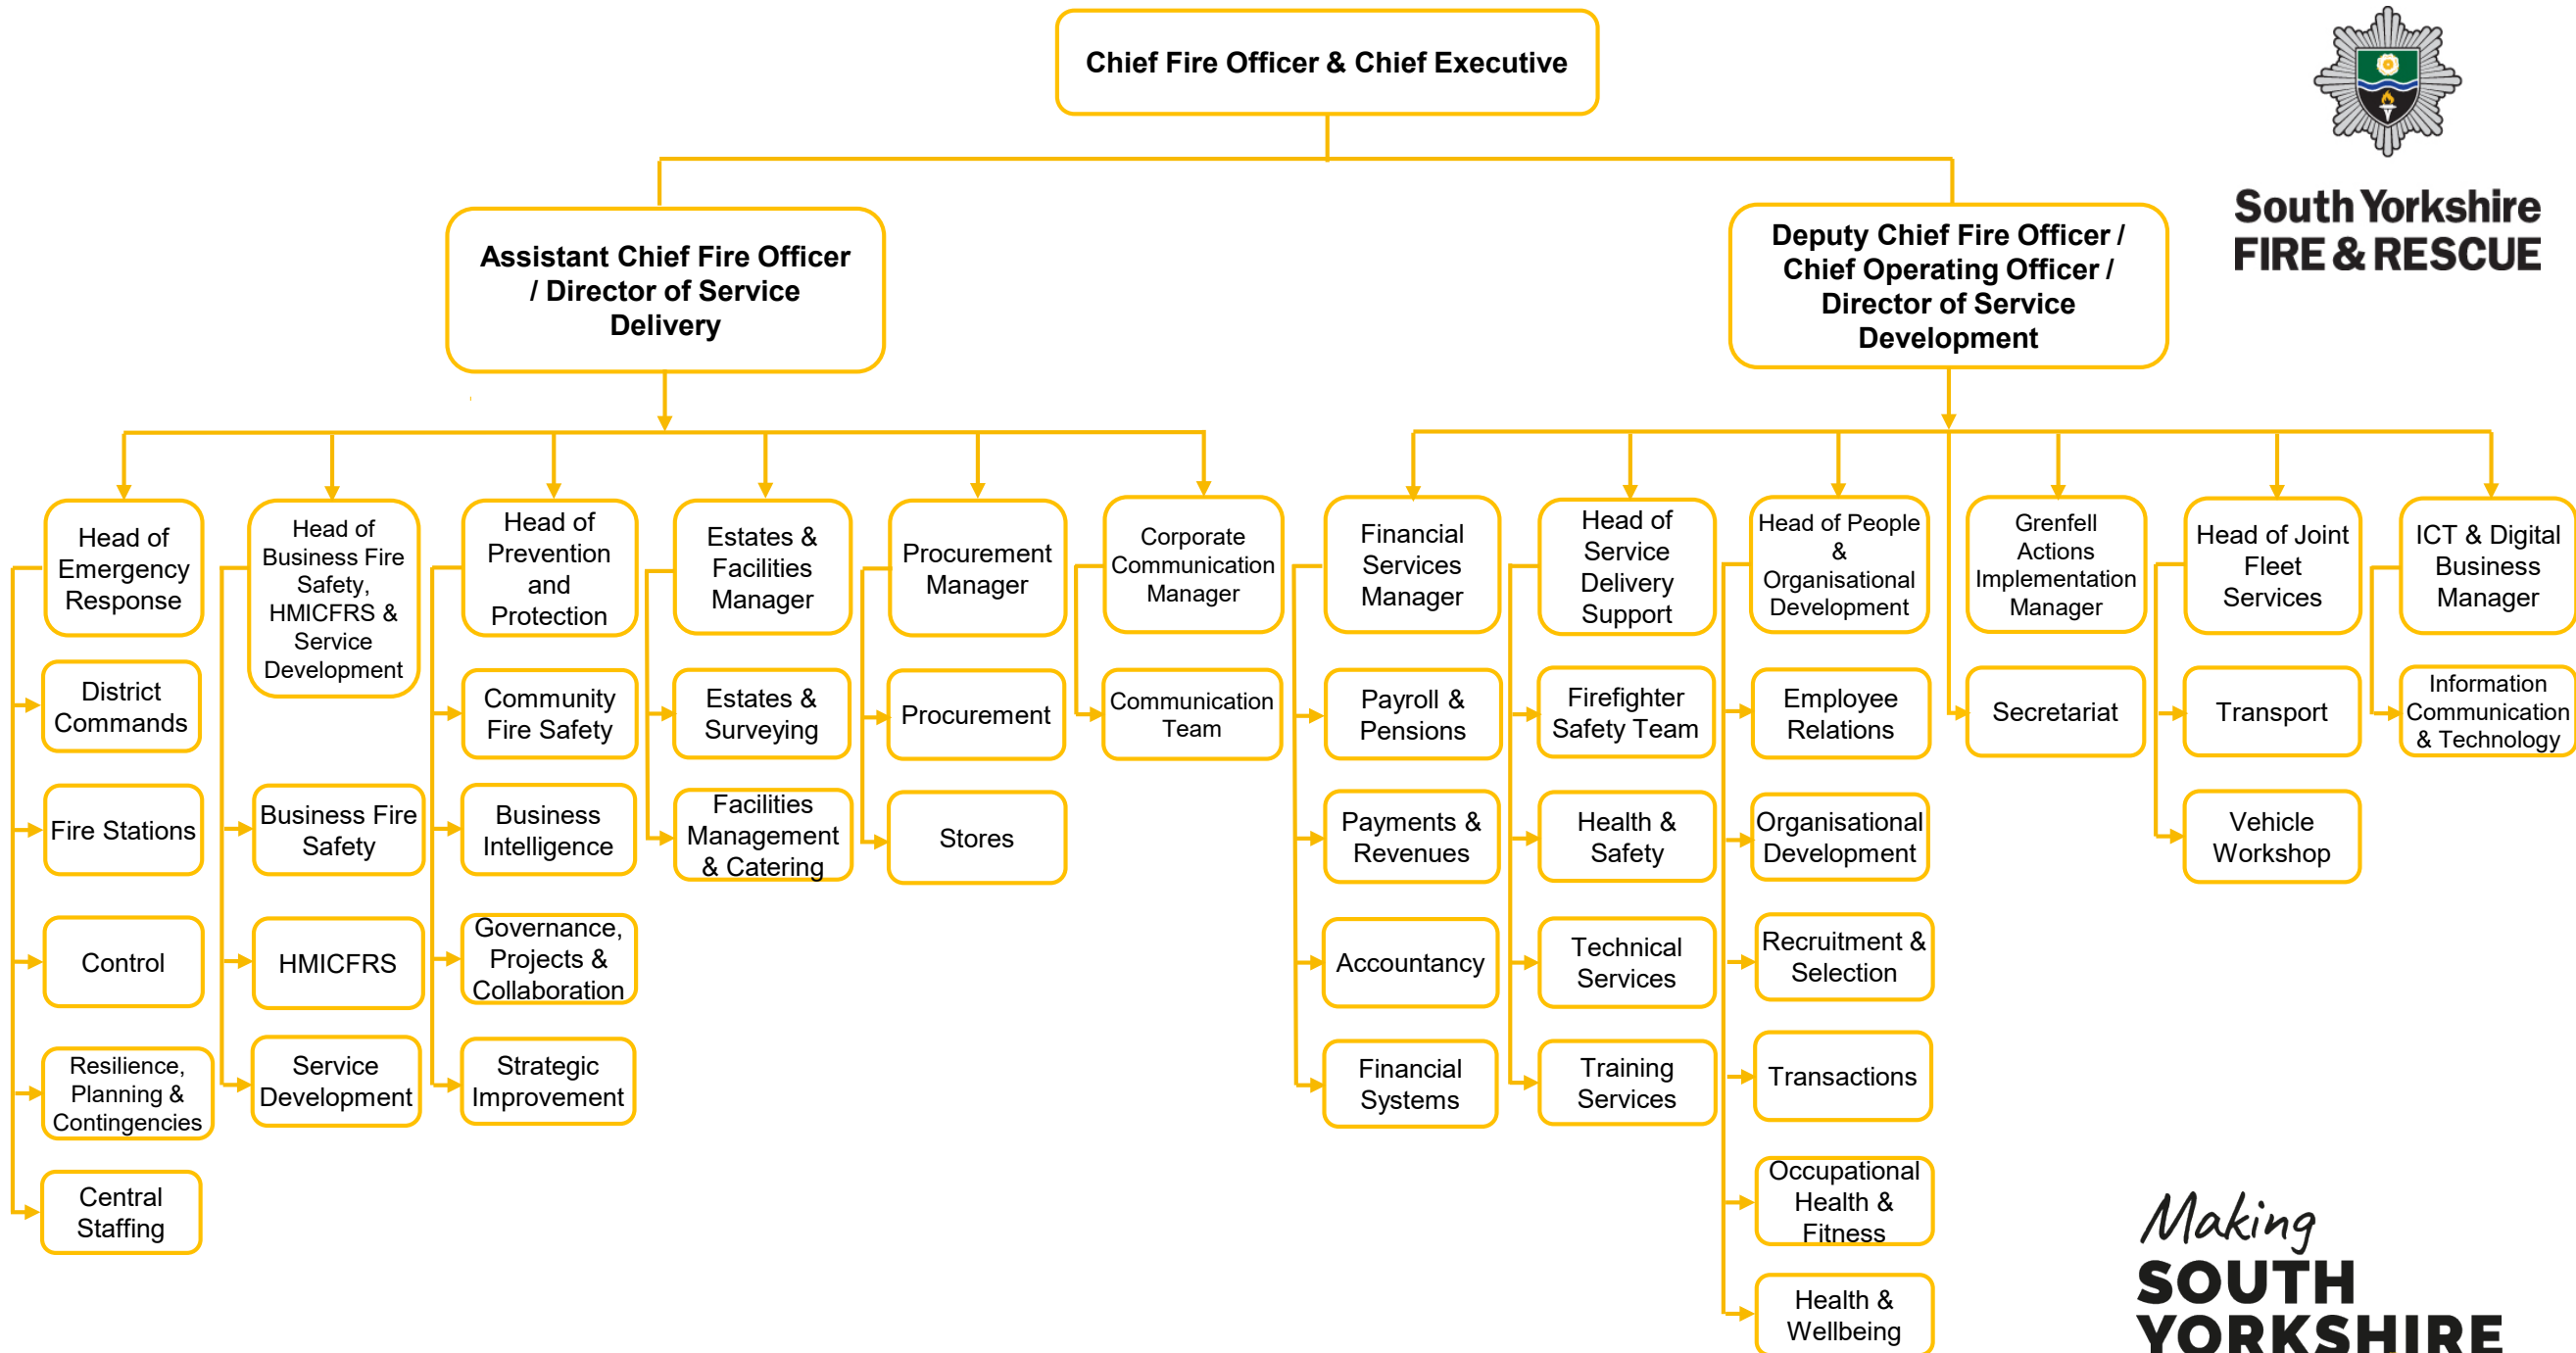 Chief Fire Officer & Chief Executive
South Yorkshire
FIRE & RESCUE
Assistant Chief Fire Officer
/ Director of Service
Delivery
Deputy Chief Fire Officer /
Chief Operating Officer /
Director of Service
Development
Head of
Emergency
Response
District
Commands
Fire Stations
Control
Resilience,
Planning &
Contingencies
Central
Staffing
Head of
Business Fire
Safety,
HMICFRS &
Service
Development
Business Fire
Safety
HMICFRS
Service
Development
Head of
Prevention
and
Protection
Community
Fire Safety
Business
Intelligence
Governance,
Projects &
Collaboration
Strategic
Improvement
Estates &
Facilities
Manager
Estates &
Surveying
Facilities
Management
& Catering
Procurement
Manager
Procurement
Stores
Corporate
Communication
Manager
Communication
Team
Financial
Services
Manager
Payroll &
Pensions
Payments &
Revenues
Accountancy
Financial
Systems
Head of
Service
Delivery
Support
Firefighter
Safety Team
Health &
Safety
Technical
Services
Training
Services
Head of People
&
Organisational
Development
Employee
Relations
Organisational
Development
Recruitment &
Selection
Transactions
Occupational
Health &
Fitness
Health &
Wellbeing
Grenfell
Actions
Implementation
Manager
Secretariat
Head of Joint
Fleet
Services
Transport
Vehicle
Workshop
ICT & Digital
Business
Manager
Information
Communication
& Technology
Making
SOUTH
YORKSHIRE